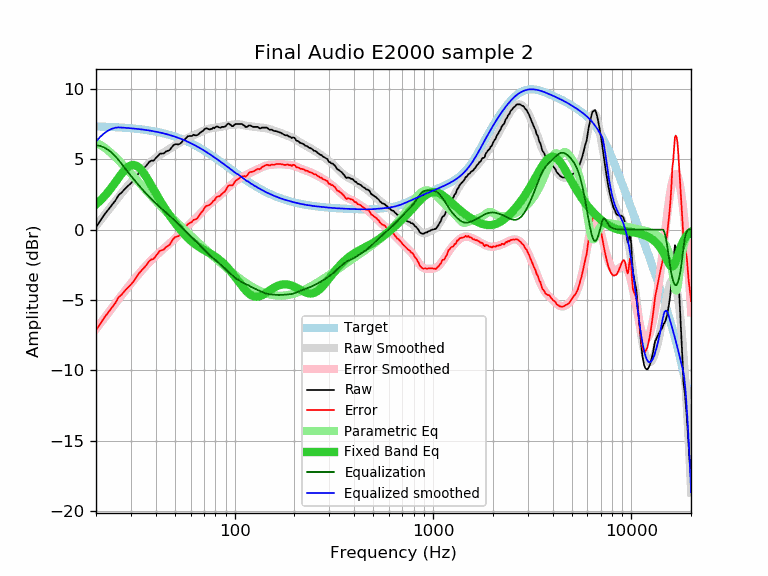 Final Audio E2000 sample 2
Amplitude (dBr)
10
5
0
−5
−10
−15
−20
Target
Raw Smoothed
Error Smoothed
Raw
Error
Parametric Eq
Fixed Band Eq
Equalization
Equalized smoothed
100
1000
10000
Frequency (Hz)